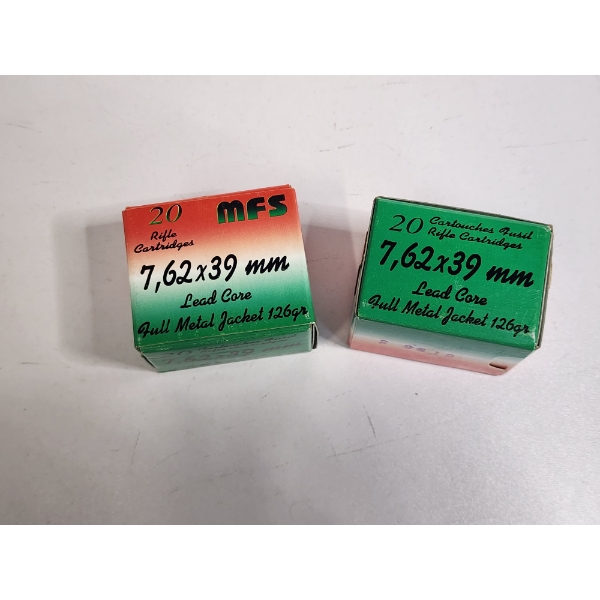 20 MFS
Rifle
Cartridges
7,62x39 mm
Lead Core
Full Metal Jacket 126gr
20 Cartouches Fusil
Rifle Cartridges
7,62x39 mm
Lead Core
Full Metal Jacket 126gr